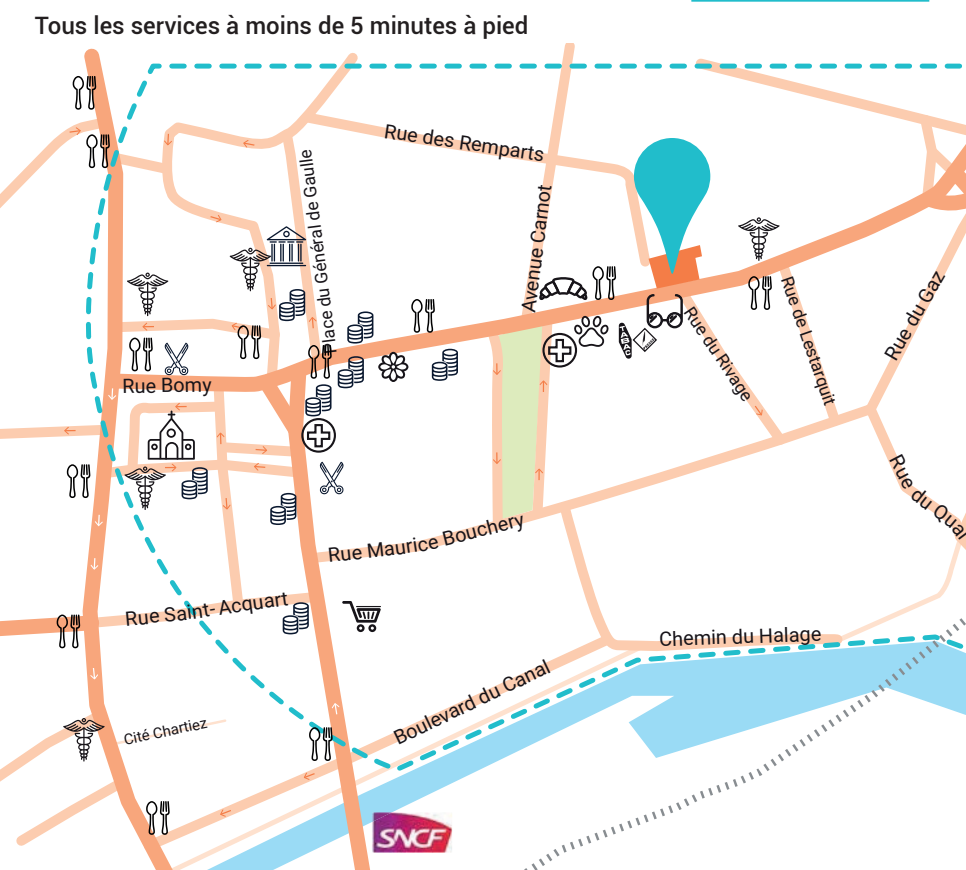 Tous les services à moins de 5 minutes à pied
Rue des Remparts
Place du Général de Gaulle
Avenue Carnot
Rue du Gaz
Rue de Lestarquit
Rue du Rivage
Rue Bomy
Rue du Quai
Rue Maurice Bouchery
Rue Saint-Acquart
Chemin du Halage
Boulevard du Canal
Cité Chartiez
SNCF
TABAC